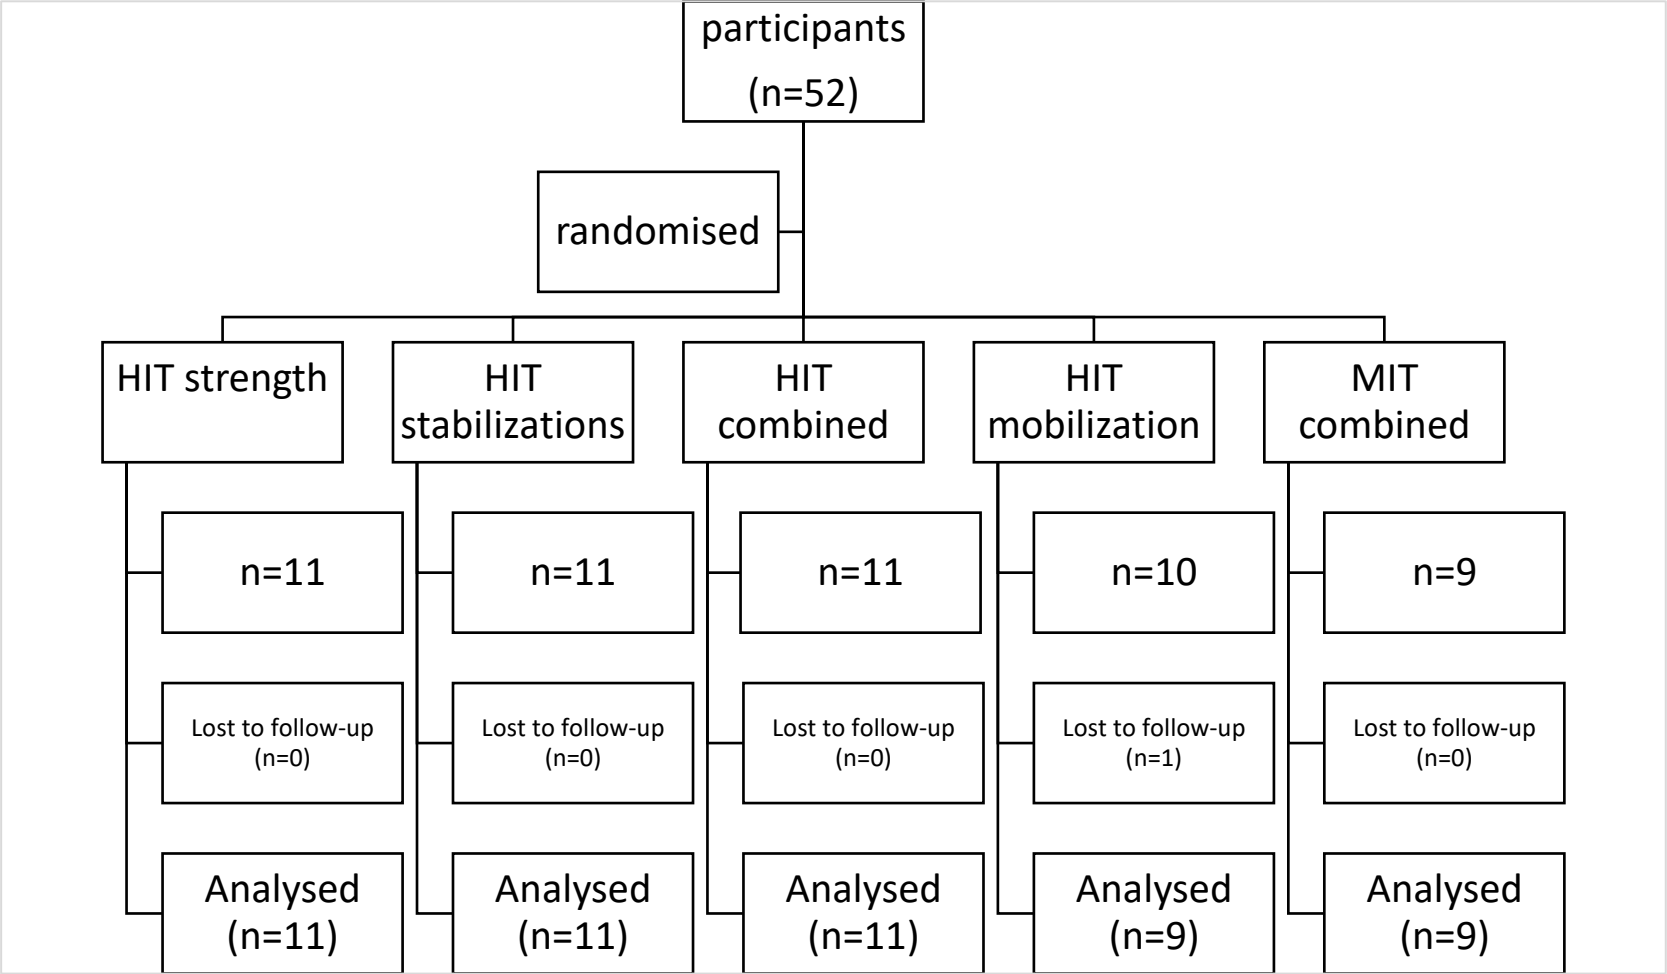 participants
(n=52)
randomised
HIT strength
HIT
stabilizations
HIT
combined
HIT
mobilization
MIT
combined
n=11
n=11
n=11
n=10
n=9
Lost to follow-up
(n=0)
Lost to follow-up
(n=0)
Lost to follow-up
(n=0)
Lost to follow-up
(n=1)
Lost to follow-up
(n=0)
Analysed
(n=11)
Analysed
(n=11)
Analysed
(n=11)
Analysed
(n=9)
Analysed
(n=9)